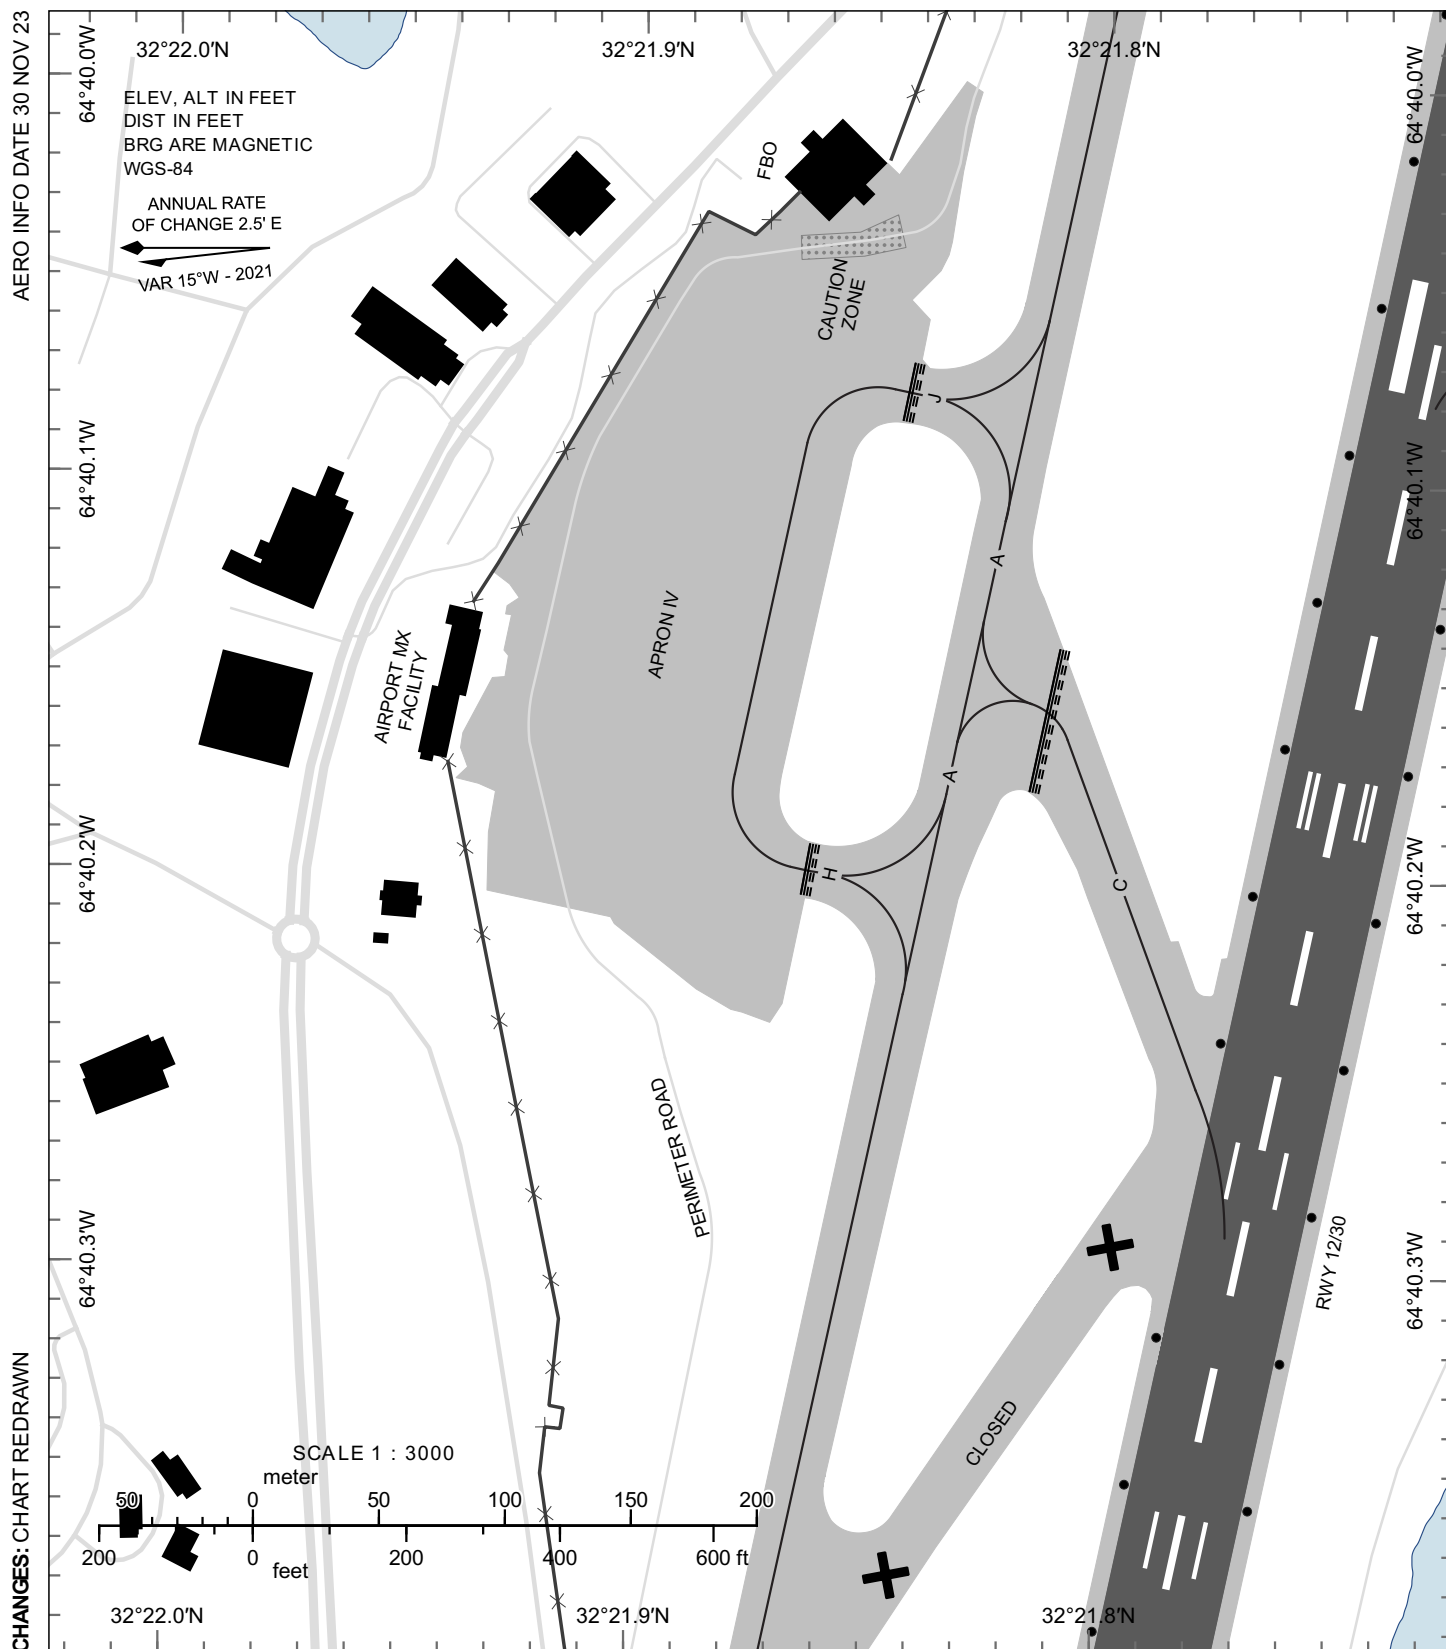 AERO INFO DATE 30 NOV 23
32°22.0'N
32°21.9'N
32°21.8'N
64°40.0'W
64°40.0'W
ELEV, ALT IN FEET
DIST IN FEET
BRG ARE MAGNETIC
WGS-84
ANNUAL RATE
OF CHANGE 2.5' E
VAR 15°W - 2021
FBO
CAUTION
ZONE
J
64°40.1'W
64°40.1'W
A
APRON IV
AIRPORT MX
FACILITY
A
H
C
64°40.2'W
64°40.2'W
PERIMETER ROAD
64°40.3'W
64°40.3'W
RWY 12/30
CLOSED
CHANGES: CHART REDRAWN
SCALE 1 : 3000
meter
50 0 50 100 150 200
200 0 200 400 600 ft
feet
32°22.0'N
32°21.9'N
32°21.8'N